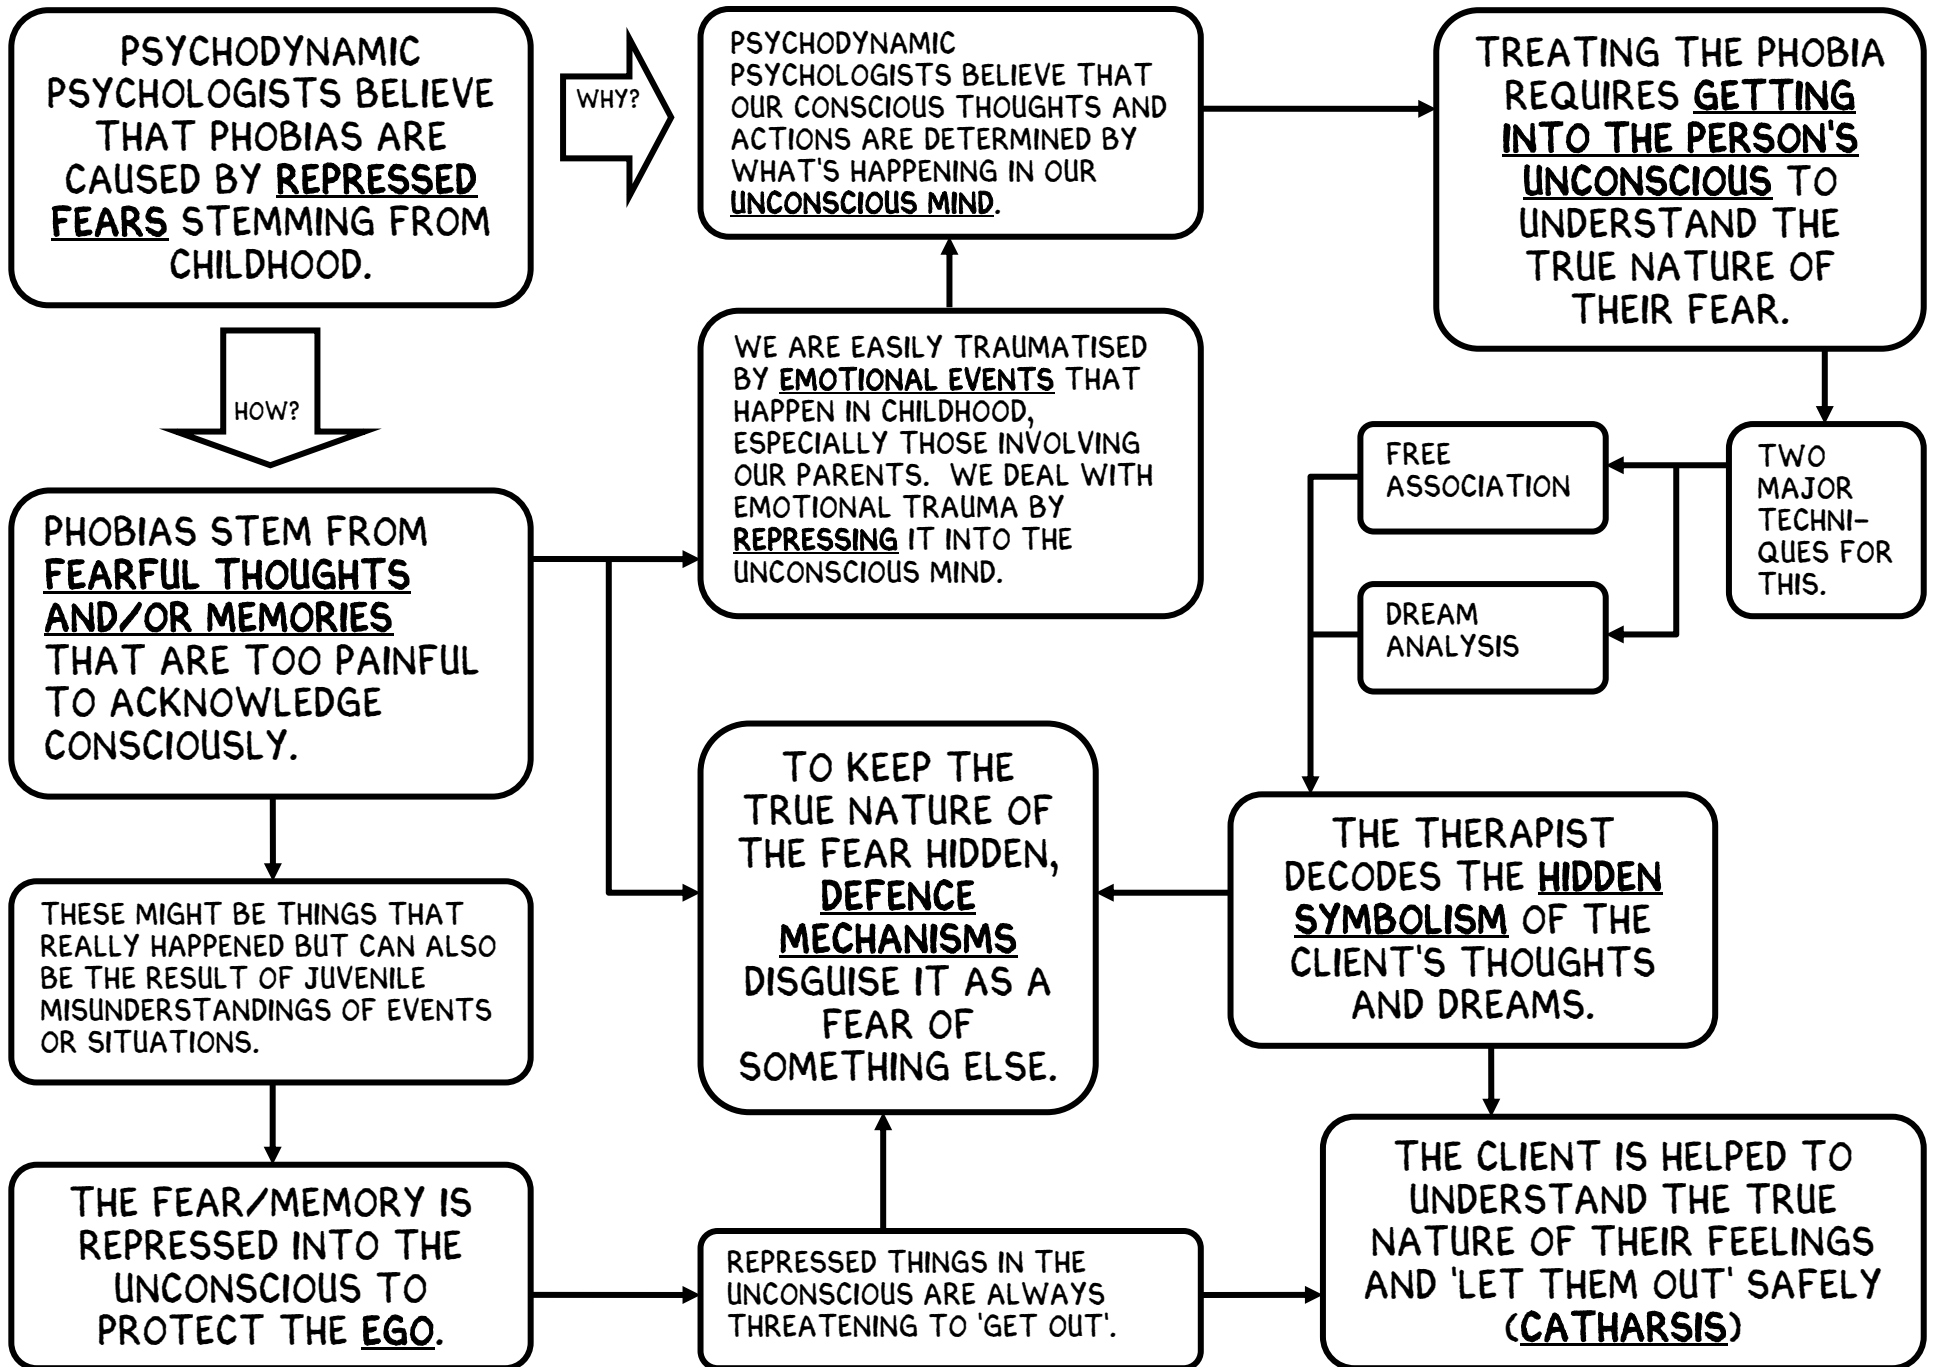 PSYCHODYNAMIC
PSYCHOLOGISTS BELIEVE
THAT PHOBIAS ARE
CAUSED BY REPRESSED
FEARS STEMMING FROM
CHILDHOOD.
WHY?
PSYCHODYNAMIC
PSYCHOLOGISTS BELIEVE THAT
OUR CONSCIOUS THOUGHTS AND
ACTIONS ARE DETERMINED BY
WHAT'S HAPPENING IN OUR
UNCONSCIOUS MIND.
TREATING THE PHOBIA
REQUIRES GETTING
INTO THE PERSON'S
UNCONSCIOUS TO
UNDERSTAND THE
TRUE NATURE OF
THEIR FEAR.
HOW?
WE ARE EASILY TRAUMATISED
BY EMOTIONAL EVENTS THAT
HAPPEN IN CHILDHOOD,
ESPECIALLY THOSE INVOLVING
OUR PARENTS. WE DEAL WITH
EMOTIONAL TRAUMA BY
REPRESSING IT INTO THE
UNCONSCIOUS MIND.
FREE
ASSOCIATION
TWO
MAJOR
TECHNI-
QUES FOR
THIS.
DREAM
ANALYSIS
PHOBIAS STEM FROM
FEARFUL THOUGHTS
AND/OR MEMORIES
THAT ARE TOO PAINFUL
TO ACKNOWLEDGE
CONSCIOUSLY.
TO KEEP THE
TRUE NATURE OF
THE FEAR HIDDEN,
DEFENCE
MECHANISMS
DISGUISE IT AS A
FEAR OF
SOMETHING ELSE.
THE THERAPIST
DECODES THE HIDDEN
SYMBOLISM OF THE
CLIENT'S THOUGHTS
AND DREAMS.
THESE MIGHT BE THINGS THAT
REALLY HAPPENED BUT CAN ALSO
BE THE RESULT OF JUVENILE
MISUNDERSTANDINGS OF EVENTS
OR SITUATIONS.
THE FEAR/MEMORY IS
REPRESSED INTO THE
UNCONSCIOUS TO
PROTECT THE EGO.
REPRESSED THINGS IN THE
UNCONSCIOUS ARE ALWAYS
THREATENING TO 'GET OUT'.
THE CLIENT IS HELPED TO
UNDERSTAND THE TRUE
NATURE OF THEIR FEELINGS
AND 'LET THEM OUT' SAFELY
(CATHARSIS)